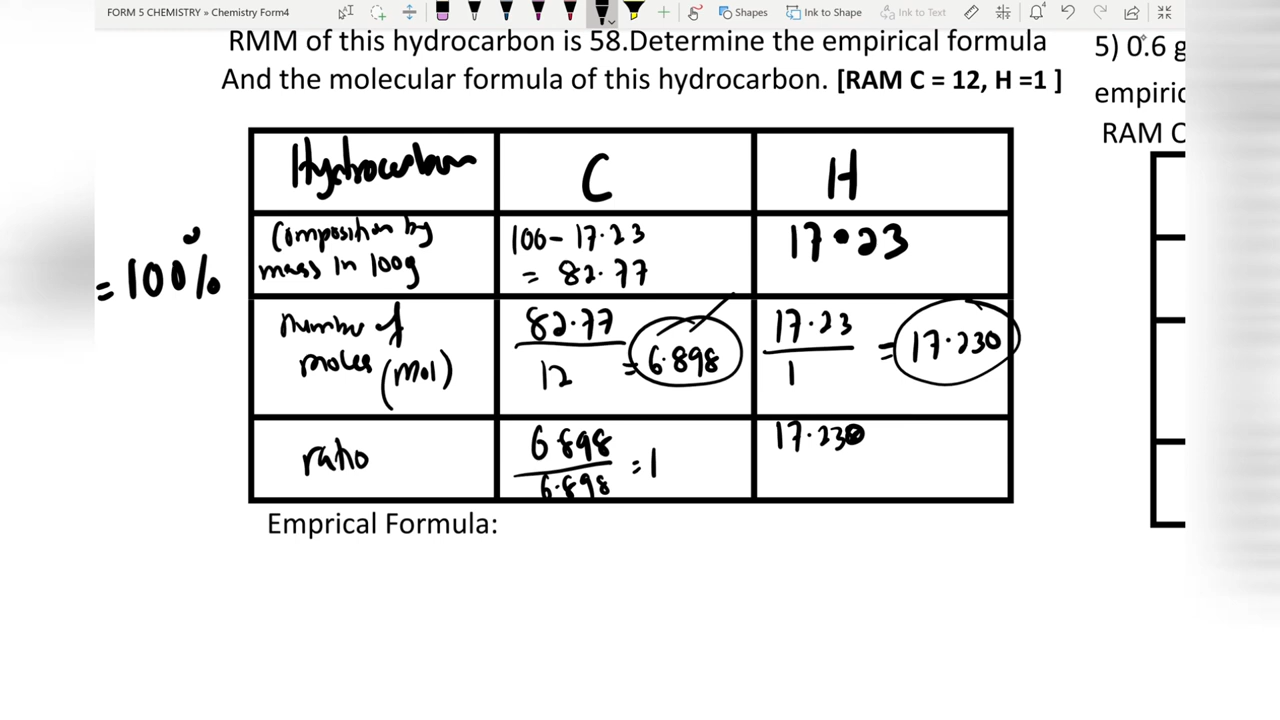 FORM 5 CHEMISTRY » Chemistry Form4
Shapes
Ink to Shape
Ink to Text
RMM of this hydrocarbon is 58.Determine the empirical formula
And the molecular formula of this hydrocarbon. [RAM C = 12, H =1 ]
5) 0.6 g
empiric
RAM C
Hydrocarbon C H
Composition by mass in 100g
100 - 17.23
= 82.77
17.23
= 100%
number of moles (mol)
82.77
12
= 6.898
17.23
1
= 17.230
ratio
6.898
6.898
= 1
17.230
Emprical Formula: